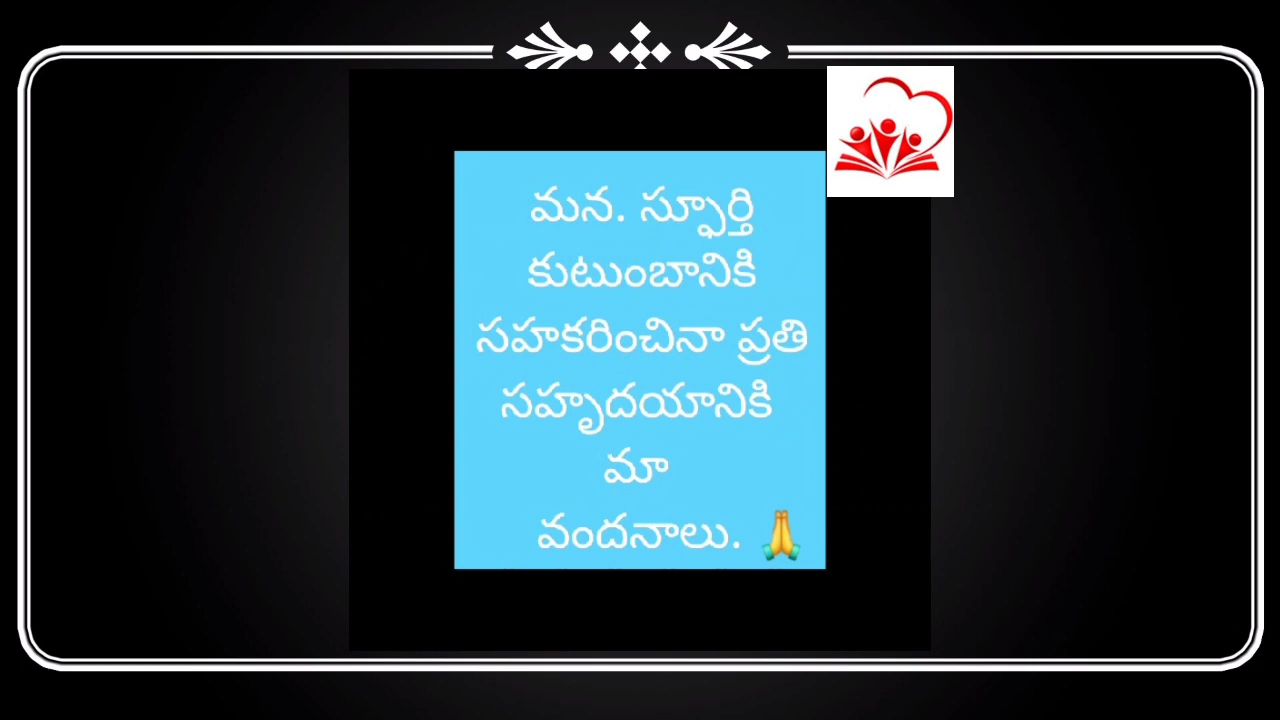 మన. స్ఫూర్తి
కుటుంబానికి
సహకరించినా ప్రతి
సహృదయానికి
మా
వందనాలు. 🙏